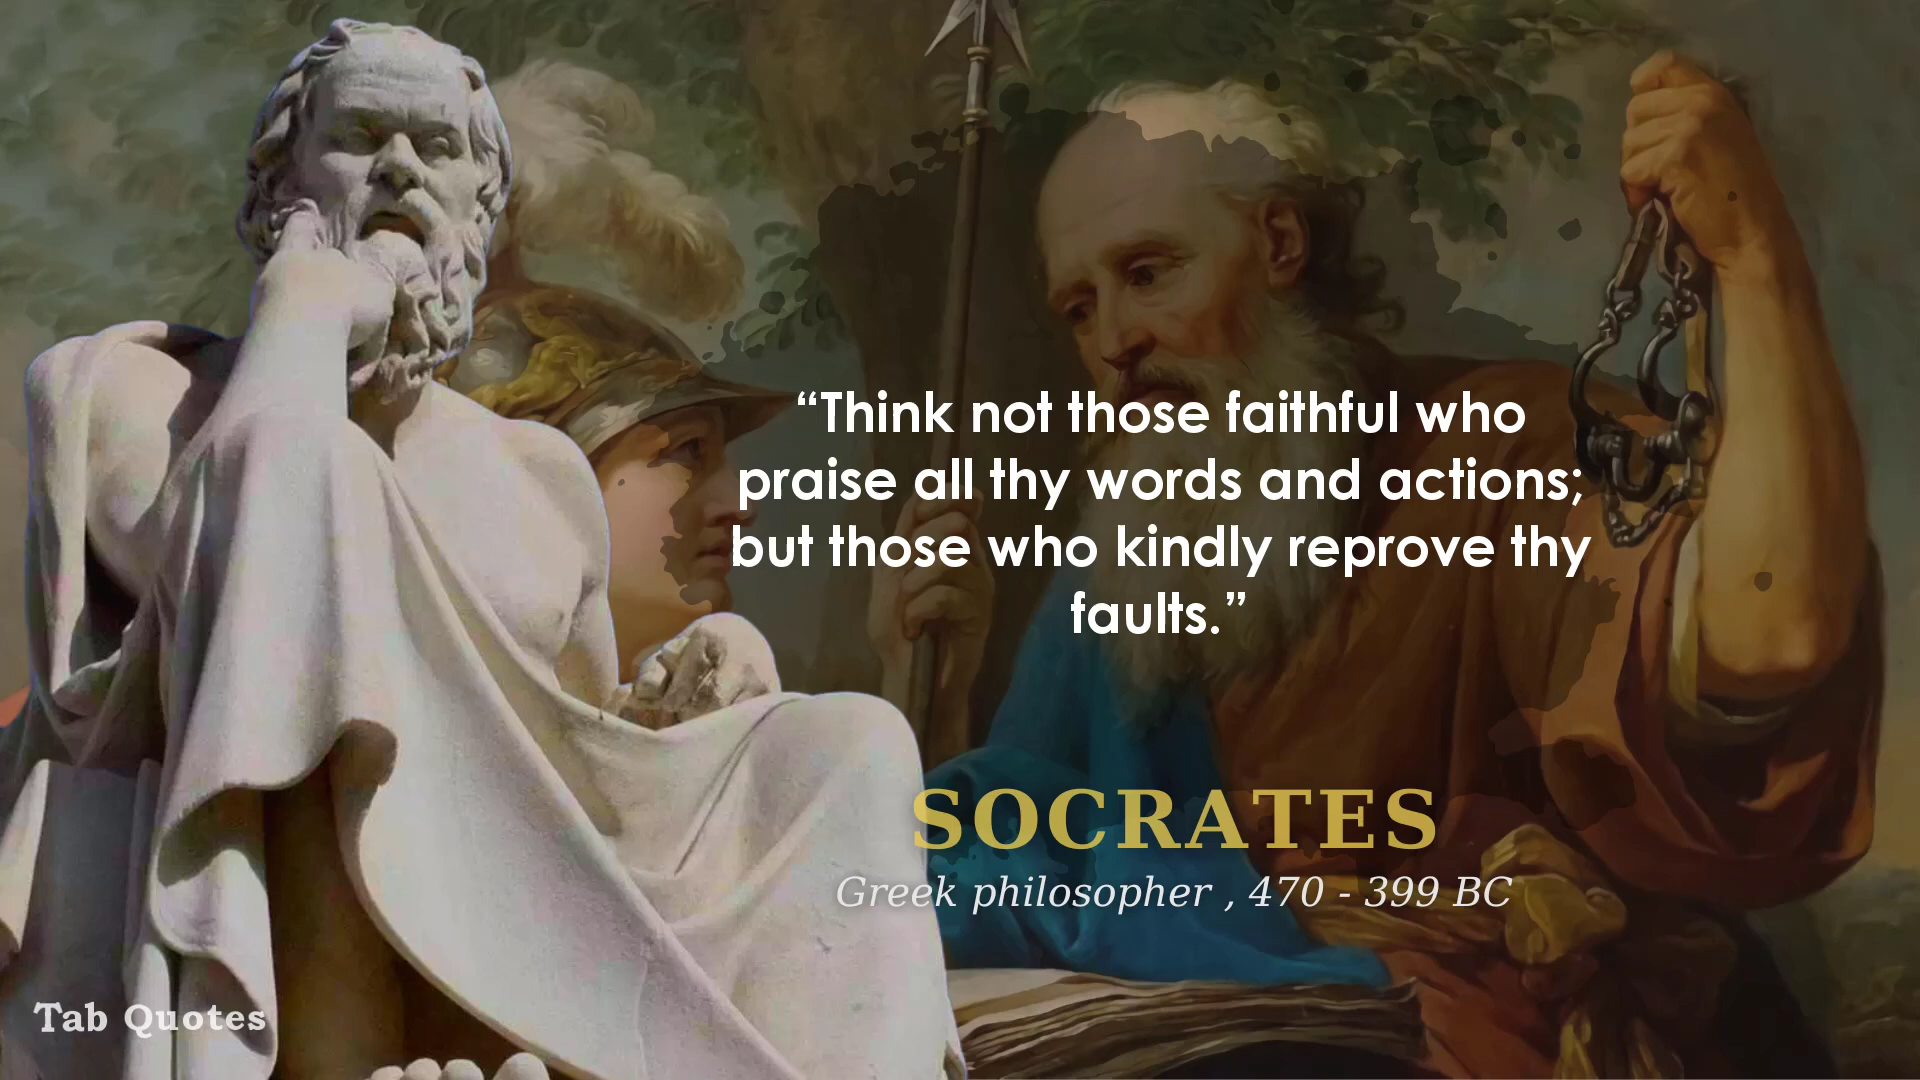 “Think not those faithful who
praise all thy words and actions;
but those who kindly reprove thy
faults.”
SOCRATES
Greek philosopher , 470 - 399 BC
Tab Quotes